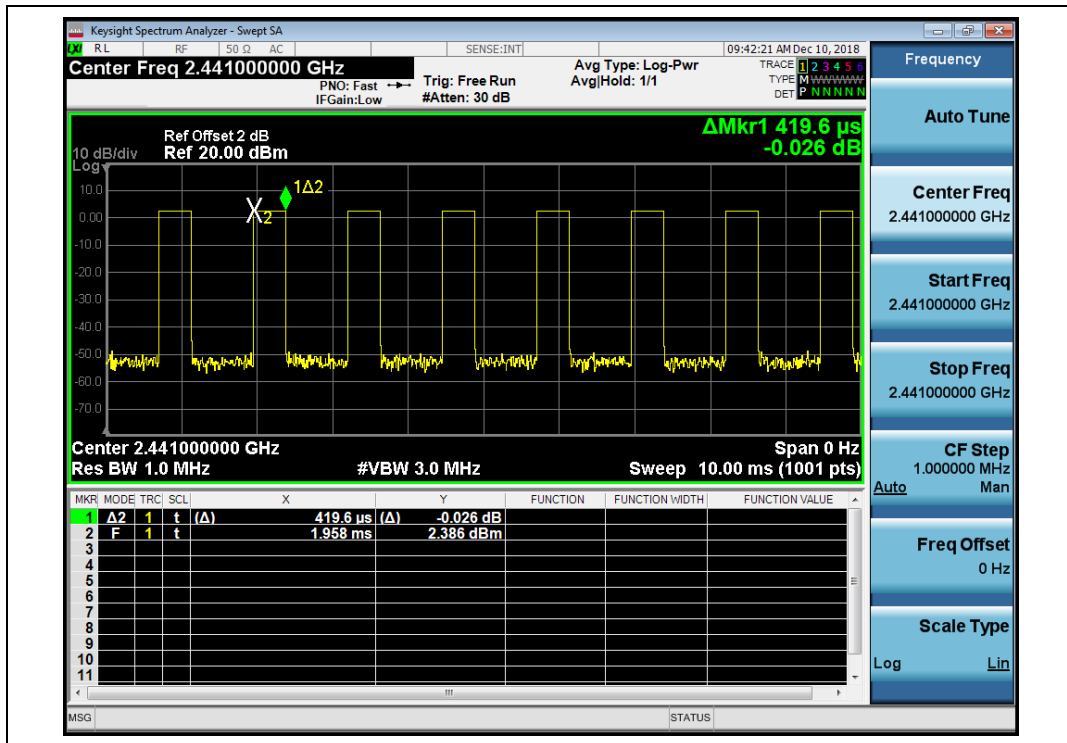 Keysight Spectrum Analyzer - Swept SA
LXI RL RF 50 Ω AC SENSE:INT 09:42:21 AM Dec 10, 2018
Center Freq 2.441000000 GHz
PNO: Fast
IFGain:Low
Trig: Free Run
#Atten: 30 dB
Avg Type: Log-Pwr
Avg|Hold: 1/1
TRACE 1 2 3 4 5 6
TYPE M WWWWW
DET P N N N N N
ΔMkr1 419.6 µs
-0.026 dB
Ref Offset 2 dB
10 dB/div Ref 20.00 dBm
Log
10.0
0.00
-10.0
-20.0
-30.0
-40.0
-50.0
-60.0
-70.0
1Δ2
X2
Center 2.441000000 GHz Span 0 Hz
Res BW 1.0 MHz #VBW 3.0 MHz Sweep 10.00 ms (1001 pts)
MKR MODE TRC SCL X Y FUNCTION FUNCTION WIDTH FUNCTION VALUE
1 Δ2 1 t (Δ) 419.6 µs (Δ) -0.026 dB
2 F 1 t 1.958 ms 2.386 dBm
3
4
5
6
7
8
9
10
11
MSG STATUS
Frequency
Auto Tune
Center Freq
2.441000000 GHz
Start Freq
2.441000000 GHz
Stop Freq
2.441000000 GHz
CF Step
1.000000 MHz
Auto Man
Freq Offset
0 Hz
Scale Type
Log Lin